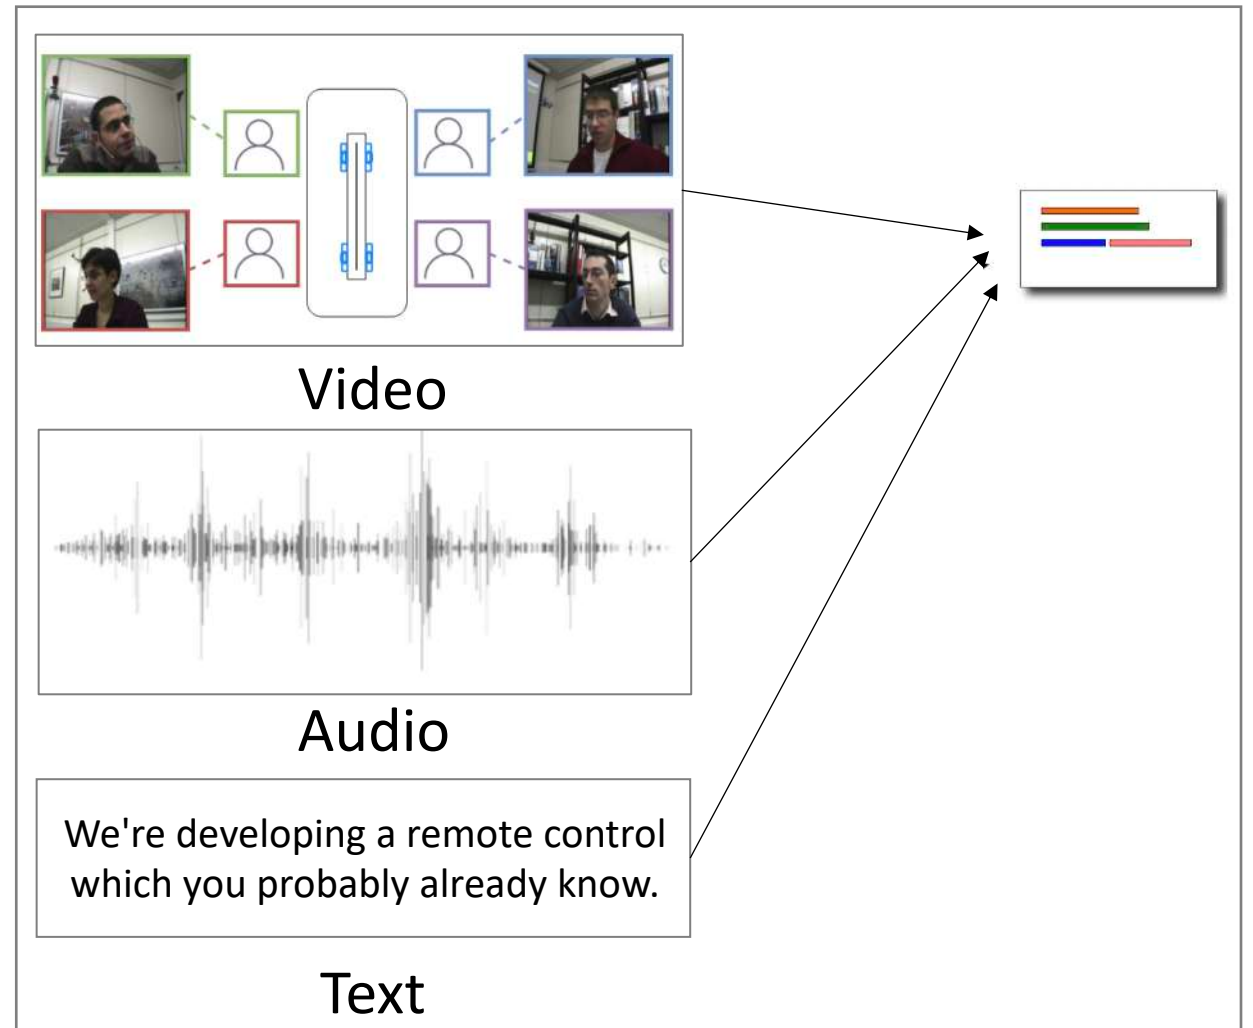 Video
Audio
We're developing a remote control
which you probably already know.
Text